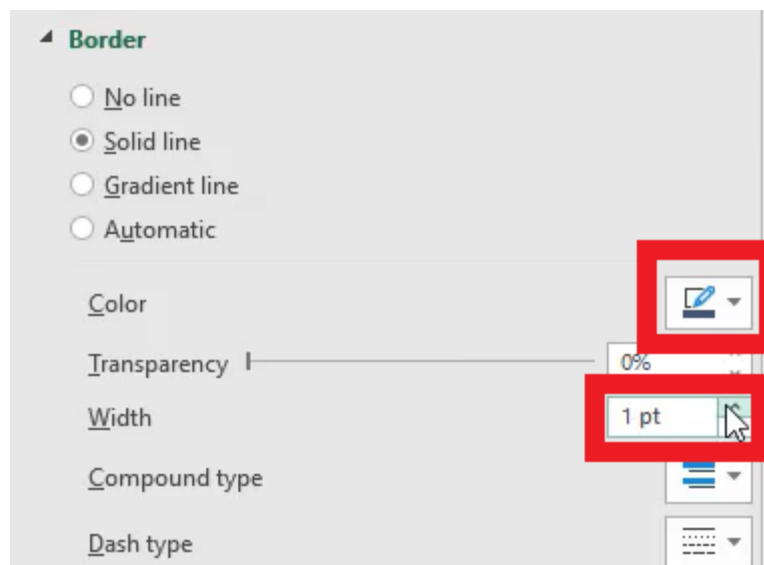 Border
No line
Solid line
Gradient line
Automatic
Color
Transparency 0%
Width 1 pt
Compound type
Dash type